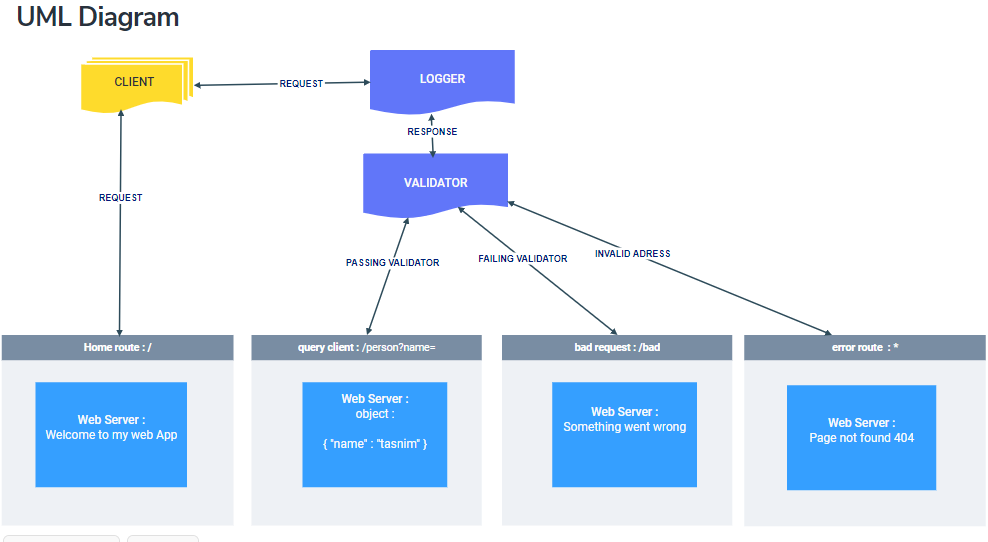 UML Diagram
CLIENT
REQUEST
LOGGER
RESPONSE
VALIDATOR
REQUEST
PASSING VALIDATOR
FAILING VALIDATOR
INVALID ADRESS
Home route : /
query client : /person?name=
bad request : /bad
error route : *
Web Server :
Welcome to my web App
Web Server :
object :
{ "name" : "tasnim" }
Web Server :
Something went wrong
Web Server :
Page not found 404